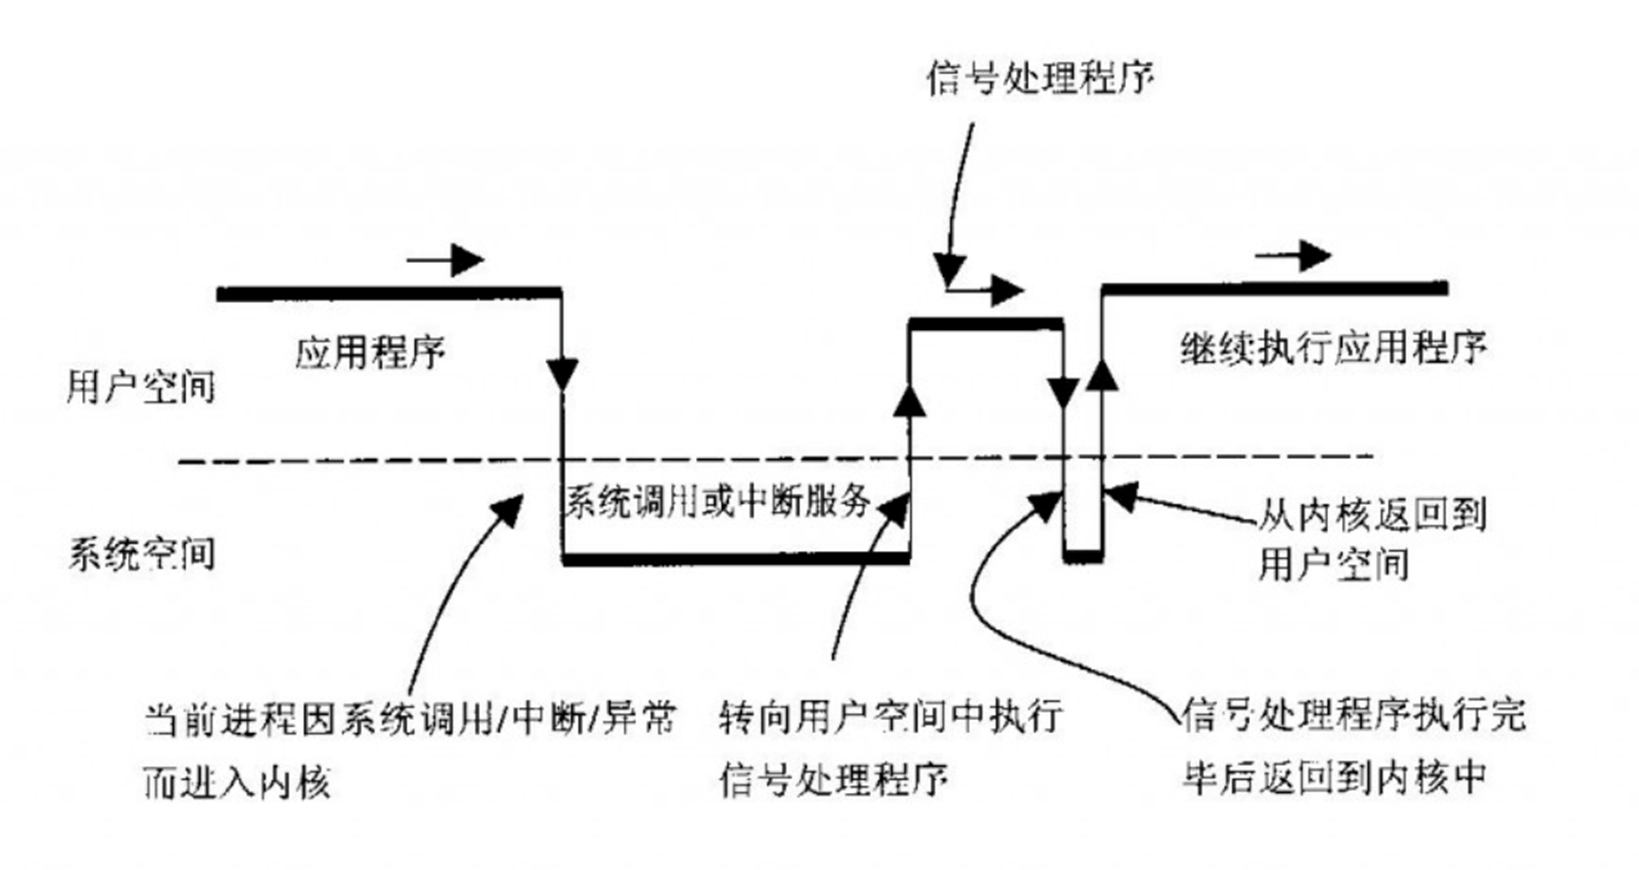 信号处理程序
应用程序
继续执行应用程序
用户空间
系统调用或中断服务
系统空间
从内核返回到
用户空间
当前进程因系统调用/中断/异常
而进入内核
转向用户空间中执行
信号处理程序
信号处理程序执行完
毕后返回到内核中